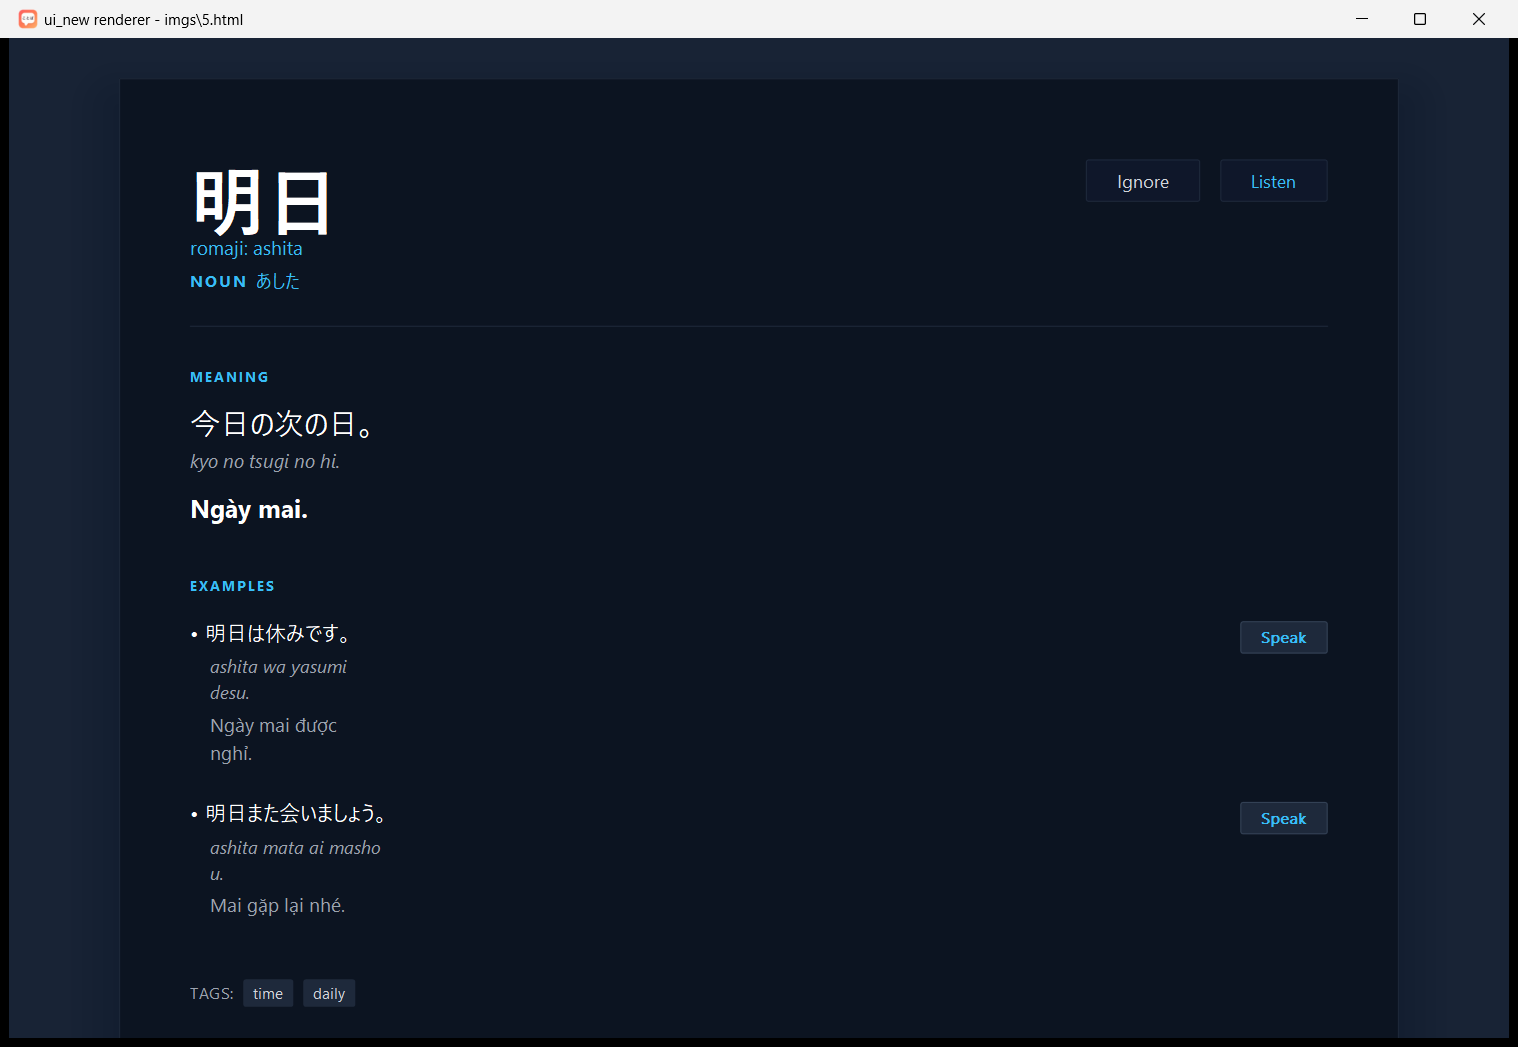 ui_new renderer - imgs\5.html
明日
Ignore
Listen
romaji: ashita
NOUN あした
MEANING
今日の次の日。
kyo no tsugi no hi.
Ngày mai.
EXAMPLES
• 明日は休みです。
Speak
ashita wa yasumi
desu.
Ngày mai được
nghỉ.
• 明日また会いましょう。
Speak
ashita mata ai masho
u.
Mai gặp lại nhé.
TAGS: time daily